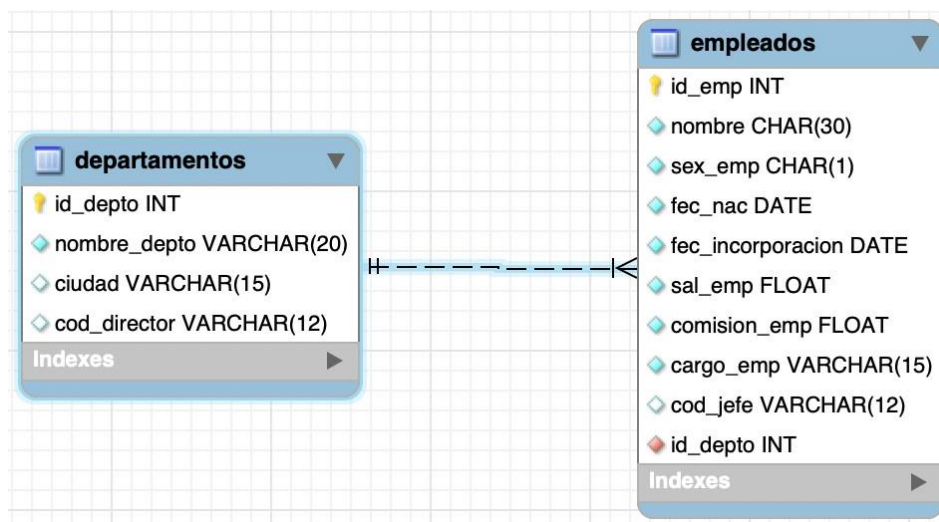 departamentos
id_depto INT
nombre_depto VARCHAR(20)
ciudad VARCHAR(15)
cod_director VARCHAR(12)
Indexes
empleados
id_emp INT
nombre CHAR(30)
sex_emp CHAR(1)
fec_nac DATE
fec_incorporacion DATE
sal_emp FLOAT
comision_emp FLOAT
cargo_emp VARCHAR(15)
cod_jefe VARCHAR(12)
id_depto INT
Indexes